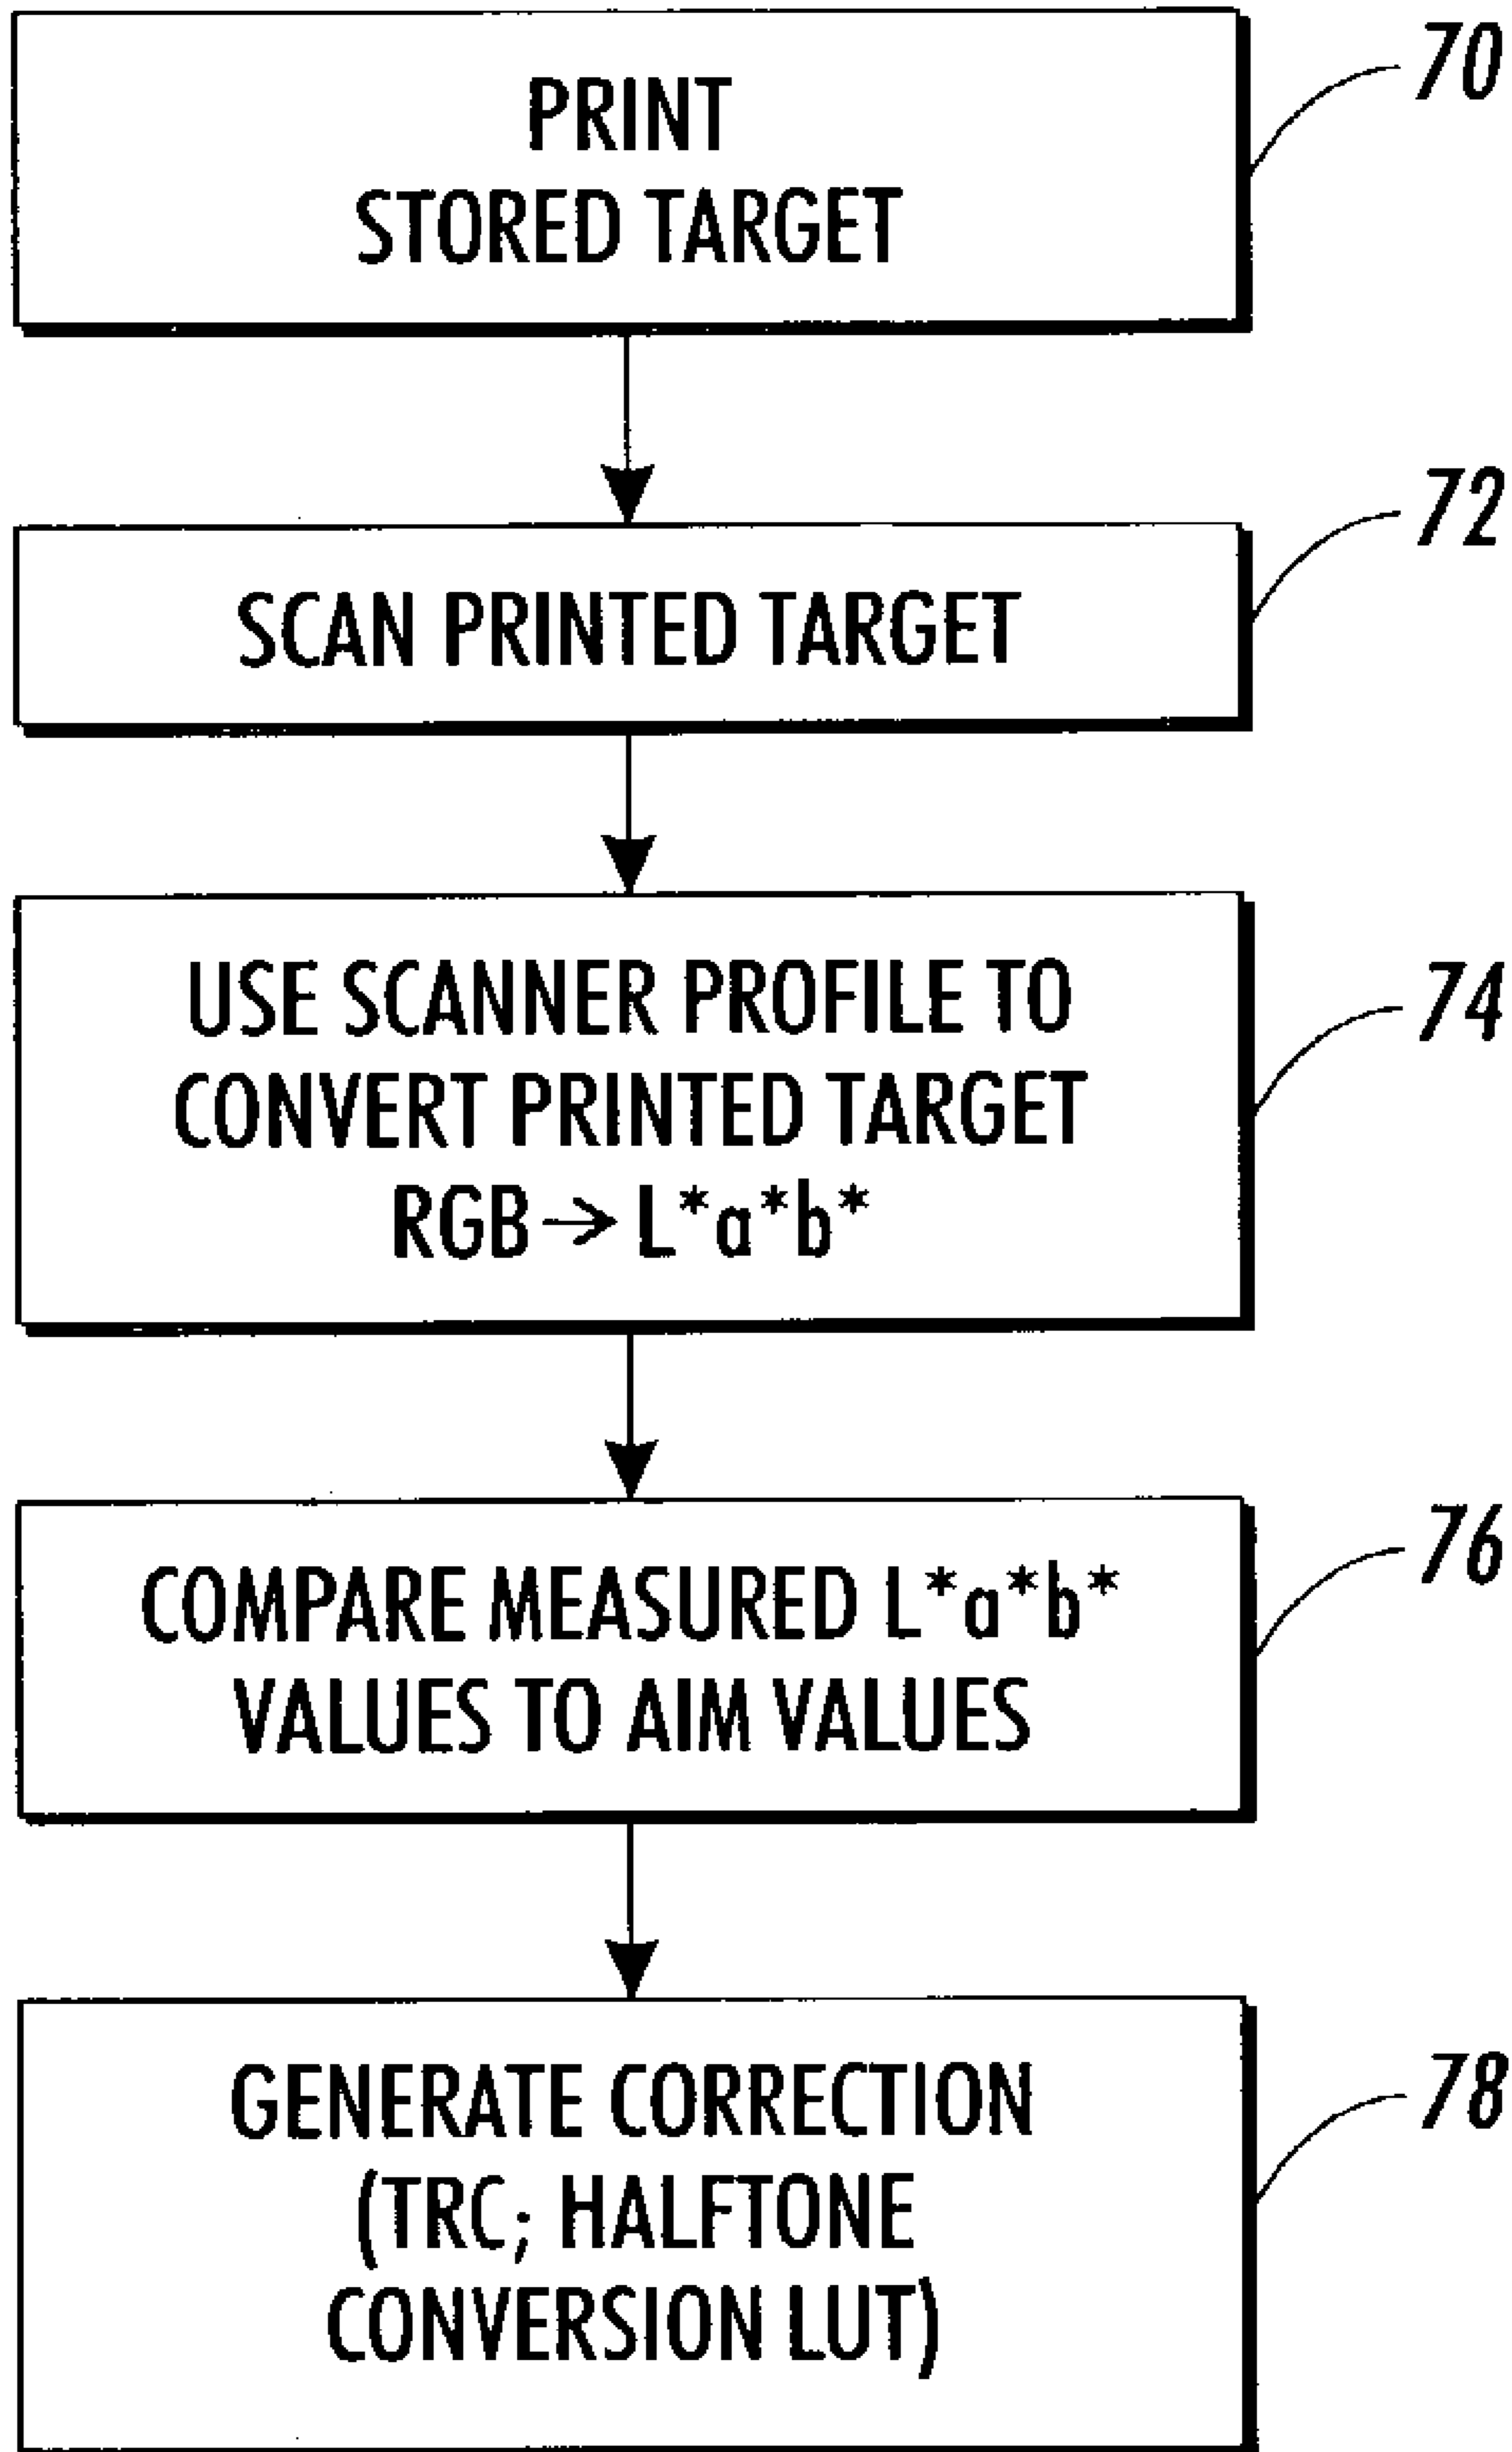 PRINT
STORED TARGET
70
SCAN PRINTED TARGET
72
USE SCANNER PROFILE TO
CONVERT PRINTED TARGET
RGB→L*a*b*
74
COMPARE MEASURED L*a*b*
VALUES TO AIM VALUES
76
GENERATE CORRECTION
(TRC; HALFTONE
CONVERSION LUT)
78